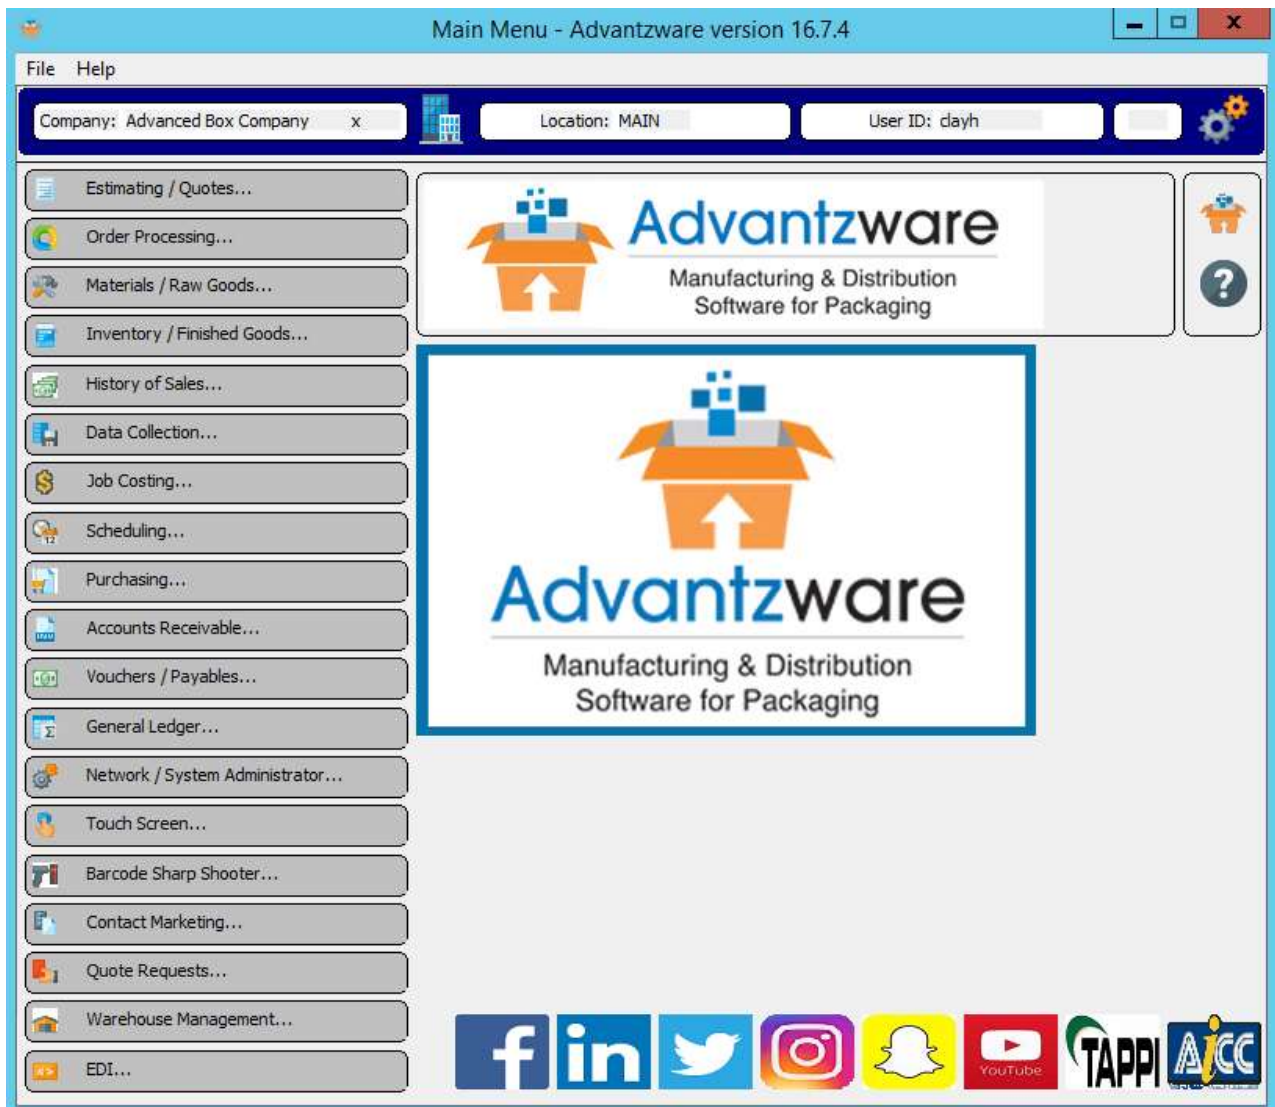 Main Menu - Advantzware version 16.7.4
File Help
Company: Advanced Box Company x
Location: MAIN
User ID: clayh
Estimating / Quotes...
Order Processing...
Materials / Raw Goods...
Inventory / Finished Goods...
History of Sales...
Data Collection...
Job Costing...
Scheduling...
Purchasing...
Accounts Receivable...
Vouchers / Payables...
General Ledger...
Network / System Administrator...
Touch Screen...
Barcode Sharp Shooter...
Contact Marketing...
Quote Requests...
Warehouse Management...
EDI...
Advantzware
Manufacturing & Distribution
Software for Packaging
?
Advantzware
Manufacturing & Distribution
Software for Packaging
f in YouTube TAPPI AICC